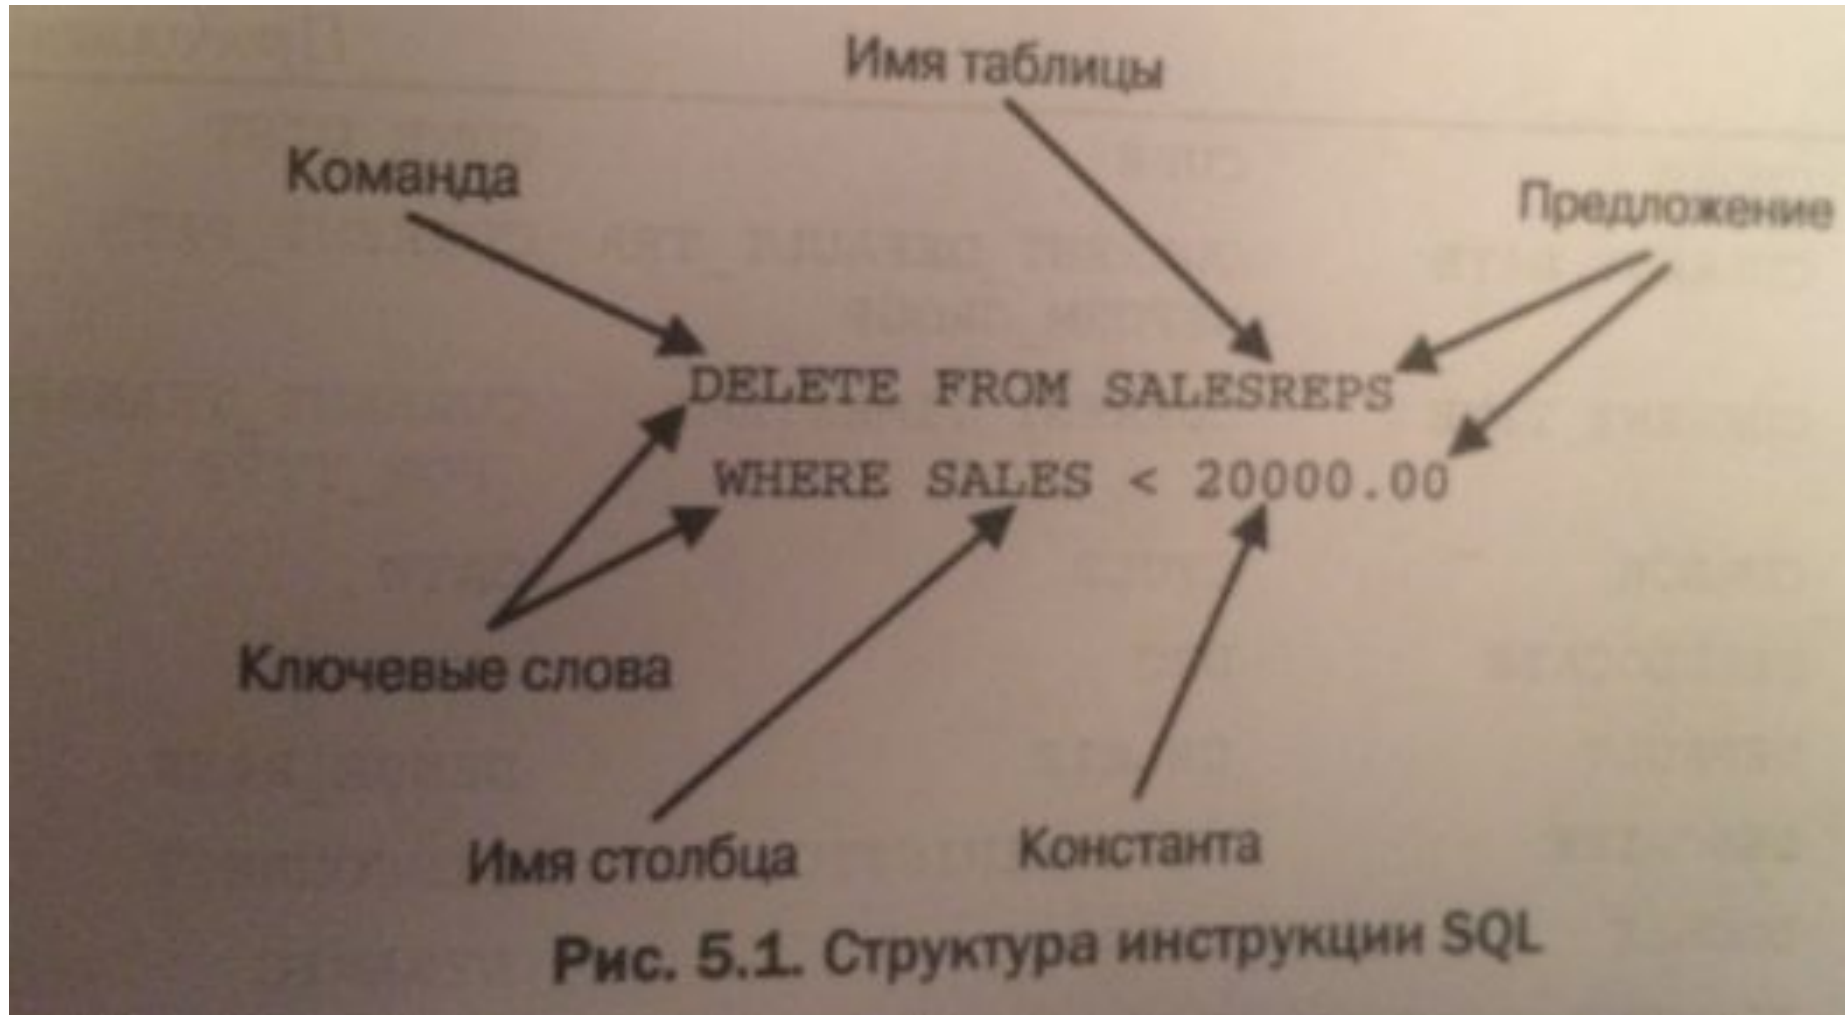 Имя таблицы
Команда
Предложение
DELETE FROM SALESREPS
WHERE SALES < 20000.00
Ключевые слова
Имя столбца
Константа
Рис. 5.1. Структура инструкции SQL